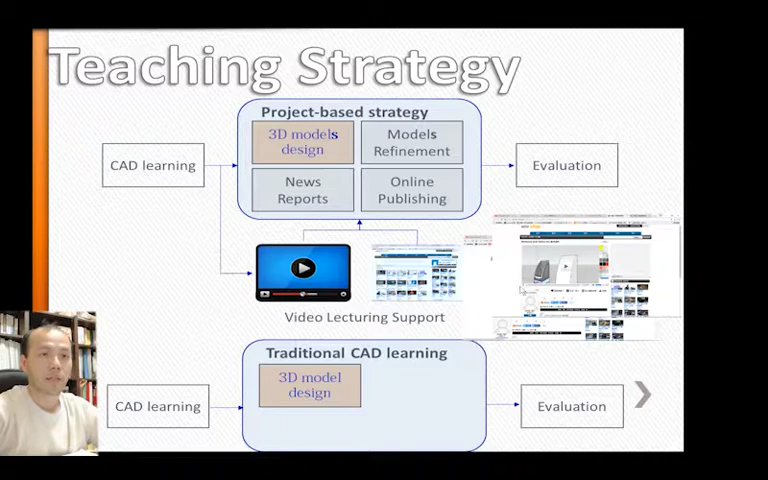 Teaching Strategy
Project-based strategy
3D models
design
Models
Refinement
CAD learning
Evaluation
News
Reports
Online
Publishing
Video Lecturing Support
Traditional CAD learning
3D model
design
CAD learning
Evaluation